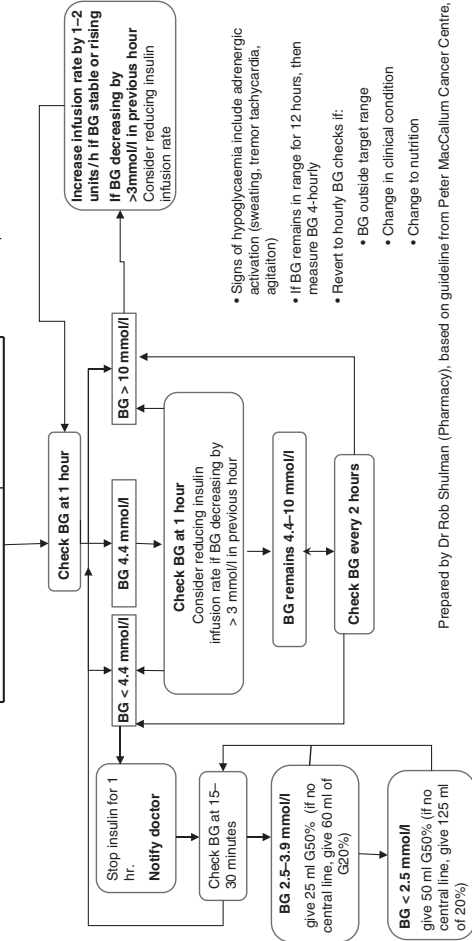 Check BG at 1 hour
BG < 4.4 mmol/l
BG 4.4 mmol/l
BG > 10 mmol/l
Increase infusion rate by 1–2
units/h if BG stable or rising
If BG decreasing by
>3mmol/l in previous hour
Consider reducing insulin
infusion rate
Stop insulin for 1
hr.
Notify doctor
Check BG at 1 hour
Consider reducing insulin
infusion rate if BG decreasing by
> 3 mmol/l in previous hour
Check BG at 15–
30 minutes
BG remains 4.4–10 mmol/l
BG 2.5–3.9 mmol/l
give 25 ml G50% (if no
central line, give 60 ml of
G20%)
Check BG every 2 hours
BG < 2.5 mmol/l
give 50 ml G50% (if no
central line, give 125 ml
of 20%)
• Signs of hypoglycaemia include adrenergic
activation (sweating, tremor tachycardia,
agitaiton)
• If BG remains in range for 12 hours, then
measure BG 4-hourly
• Revert to hourly BG checks if:
• BG outside target range
• Change in clinical condition
• Change to nutrition
Prepared by Dr Rob Shulman (Pharmacy), based on guideline from Peter MacCallum Cancer Centre,